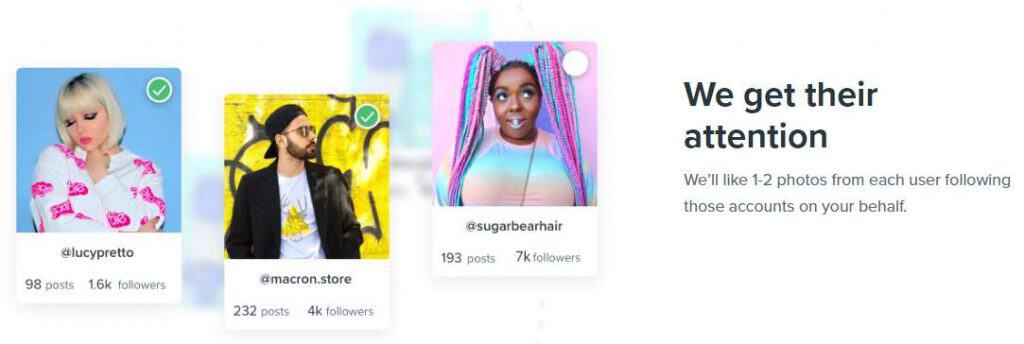 @lucypretto
98 posts 1.6k followers
@macron.store
232 posts 4k followers
@sugarbearhair
193 posts 7k followers
We get their
attention
We'll like 1-2 photos from each user following
those accounts on your behalf.